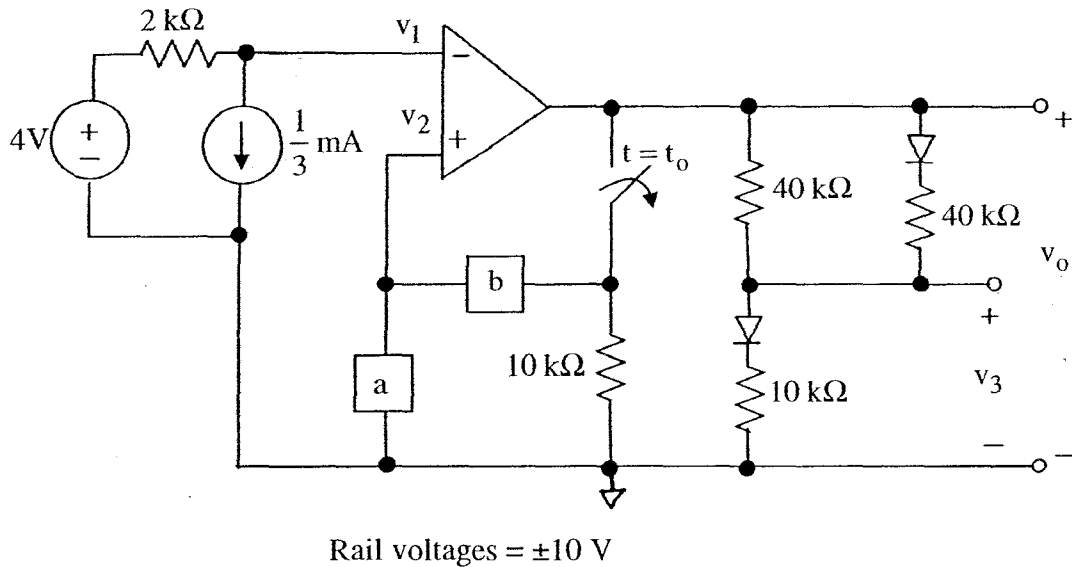 2 kΩ
v1
−
4V
+
−
1/3 mA
v2
+
t = to
40 kΩ
40 kΩ
+
vo
b
+
a
10 kΩ
10 kΩ
v3
−
−
Rail voltages = ±10 V